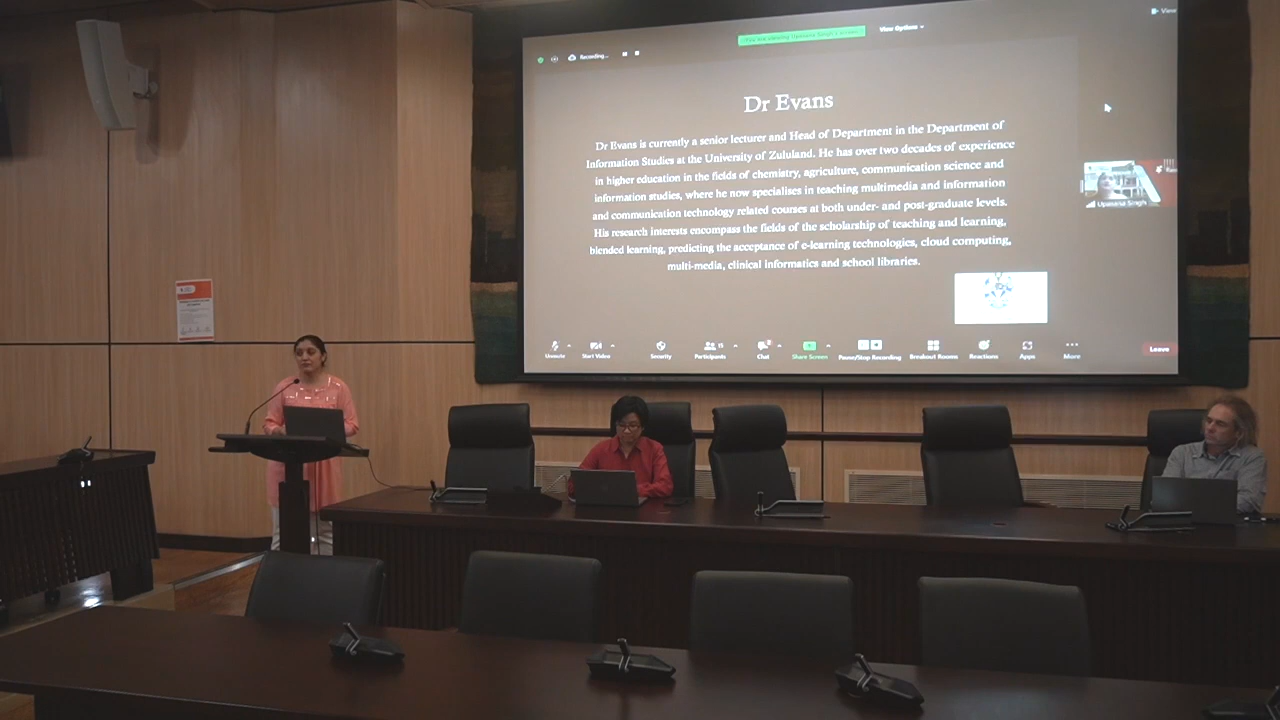 View Options
View
Recording...
Dr Evans
Dr Evans is currently a senior lecturer and Head of Department in the Department of
Information Studies at the University of Zululand. He has over two decades of experience
in higher education in the fields of chemistry, agriculture, communication science and
information studies, where he now specialises in teaching multimedia and information
and communication technology related courses at both under- and post-graduate levels.
His research interests encompass the fields of the scholarship of teaching and learning,
blended learning, predicting the acceptance of e-learning technologies, cloud computing,
multi-media, clinical informatics and school libraries.
Upasana Singh
Unmute Start Video Security Participants 15 Chat Share Screen Pause/Stop Recording Breakout Rooms Reactions Apps More Leave